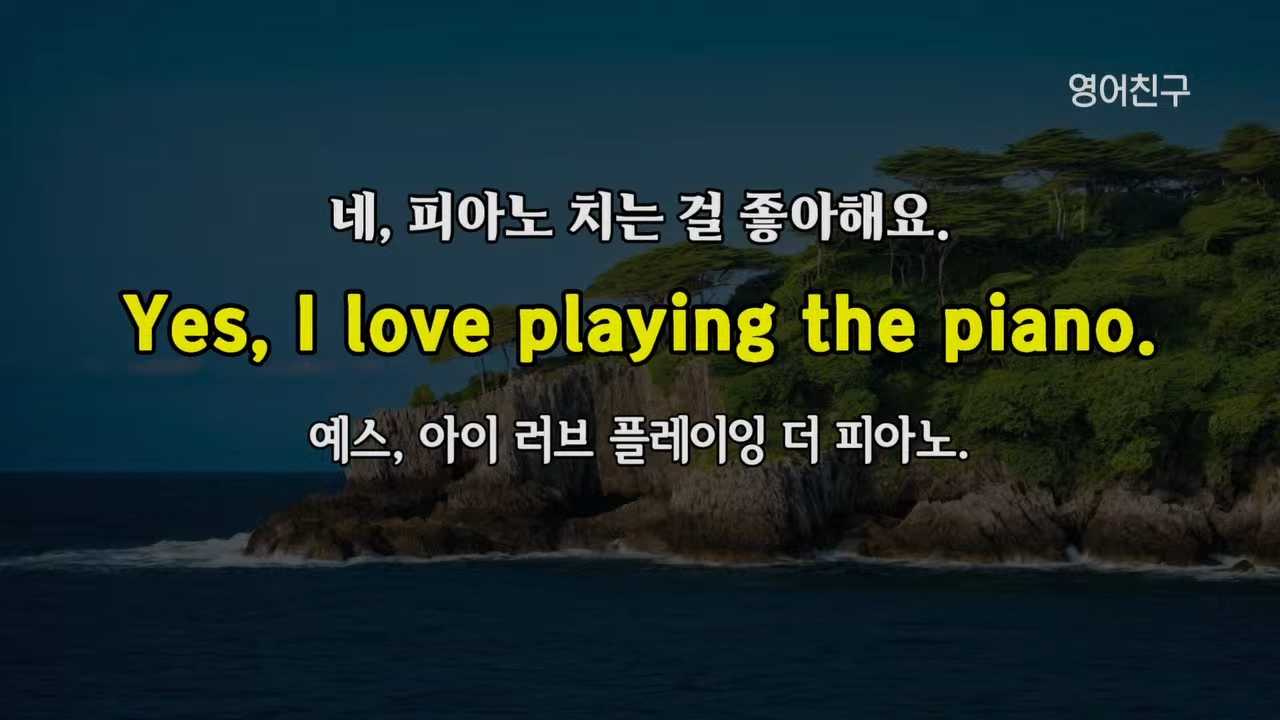 영어친구
네, 피아노 치는 걸 좋아해요.
Yes, I love playing the piano.
예스, 아이 러브 플레이잉 더 피아노.